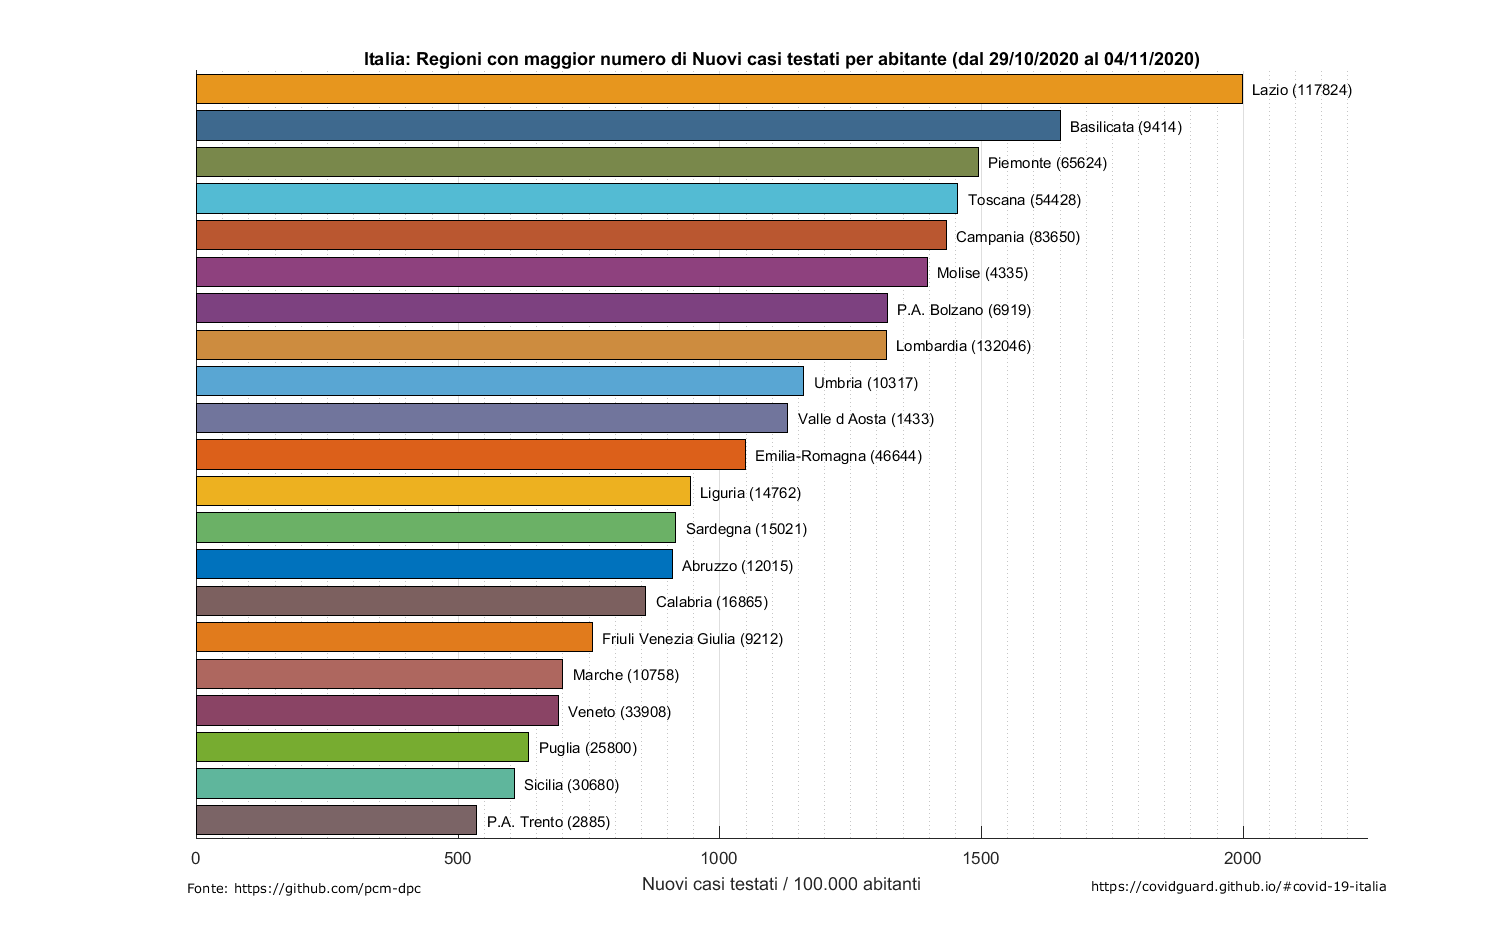 Italia: Regioni con maggior numero di Nuovi casi testati per abitante (dal 29/10/2020 al 04/11/2020)
Lazio (117824)
Basilicata (9414)
Piemonte (65624)
Toscana (54428)
Campania (83650)
Molise (4335)
P.A. Bolzano (6919)
Lombardia (132046)
Umbria (10317)
Valle d Aosta (1433)
Emilia-Romagna (46644)
Liguria (14762)
Sardegna (15021)
Abruzzo (12015)
Calabria (16865)
Friuli Venezia Giulia (9212)
Marche (10758)
Veneto (33908)
Puglia (25800)
Sicilia (30680)
P.A. Trento (2885)
0 500 1000 1500 2000
Nuovi casi testati / 100.000 abitanti
Fonte: https://github.com/pcm-dpc
https://covidguard.github.io/#covid-19-italia